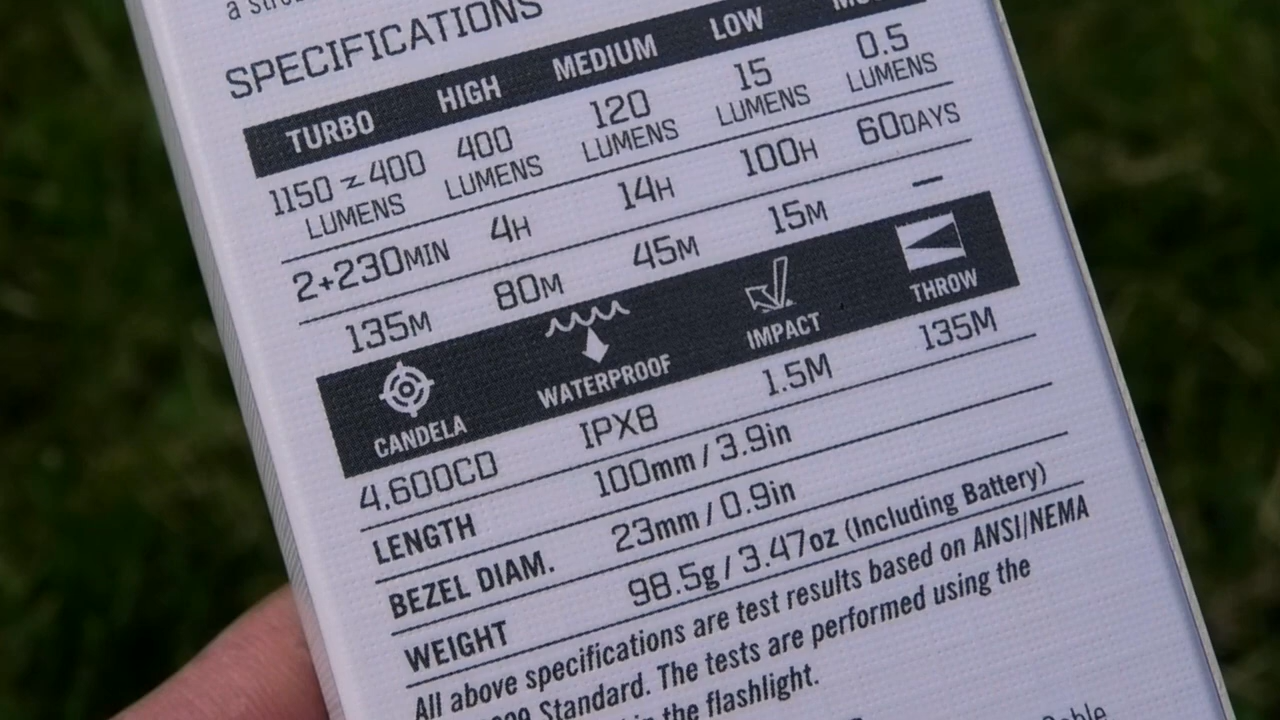 SPECIFICATIONS
TURBO HIGH MEDIUM LOW
1150 z 400 LUMENS 400 LUMENS 120 LUMENS 15 LUMENS 0.5 LUMENS
2+230MIN 4H 14H 100H 60DAYS
135M 80M 45M 15M –
CANDELA WATERPROOF IMPACT THROW
4,600CD IPX8 1.5M 135M
LENGTH 100mm / 3.9in
BEZEL DIAM. 23mm / 0.9in
WEIGHT 98.5g / 3.47oz (Including Battery)
All above specifications are test results based on ANSI/NEMA
Standard. The tests are performed using the
in the flashlight.